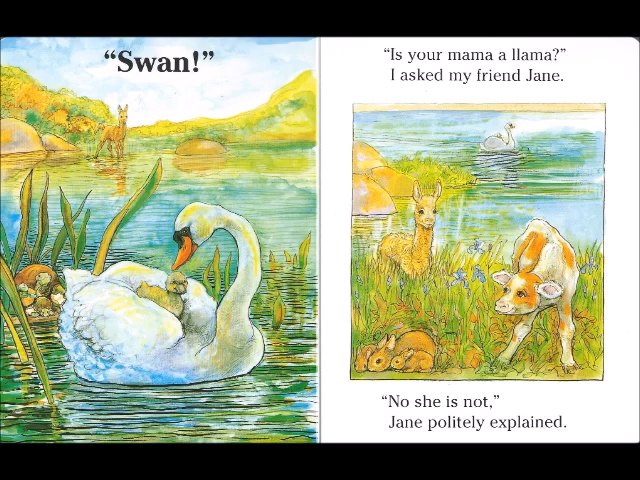 “Swan!”
“Is your mama a llama?”
I asked my friend Jane.
“No she is not,”
Jane politely explained.